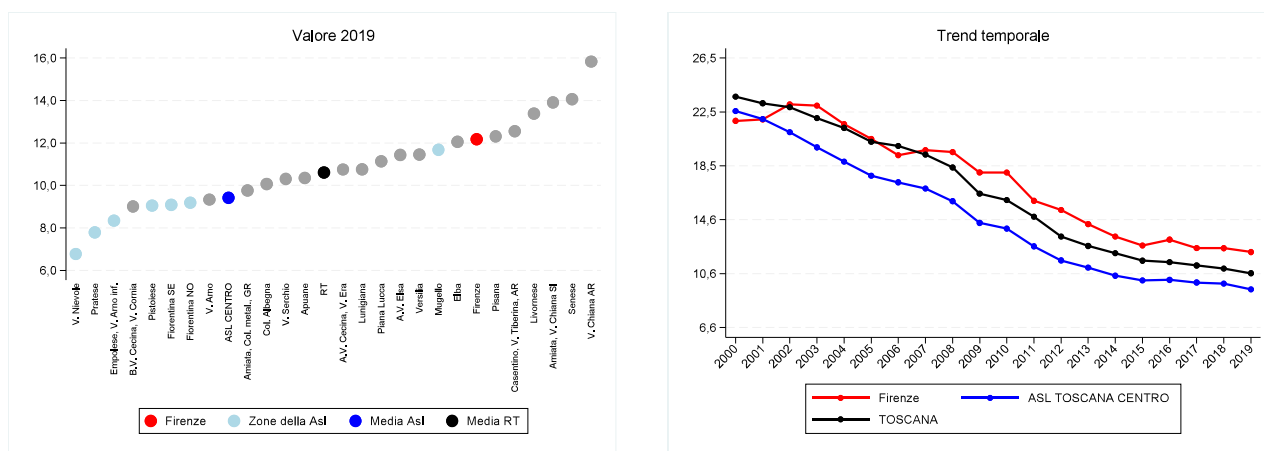 Valore 2019
16,0
14,0
12,0
10,0
8,0
6,0
V. Nievole
Pratese
Empolese, V. Arno inf.
B.V. Cecina, V. Cornia
Pistoiese
Fiorentina SE
Fiorentina NO
V. Arno
ASL CENTRO
Amiata, Col. metal., GR
Col. Albegna
V. Serchio
Apuane
RT
A.V. Cecina, V. Era
Lunigiana
Piana Lucca
A.V. Elsa
Versilia
Mugello
Elba
Firenze
Pisana
Casentino, V. Tiberina, AR
Livornese
Amiata, V. Chiana SI
Senese
V. Chiana AR
Firenze
Zone della Asl
Media Asl
Media RT
Trend temporale
26,5
22,5
18,5
14,6
10,6
6,6
2000
2001
2002
2003
2004
2005
2006
2007
2008
2009
2010
2011
2012
2013
2014
2015
2016
2017
2018
2019
Firenze
ASL TOSCANA CENTRO
TOSCANA